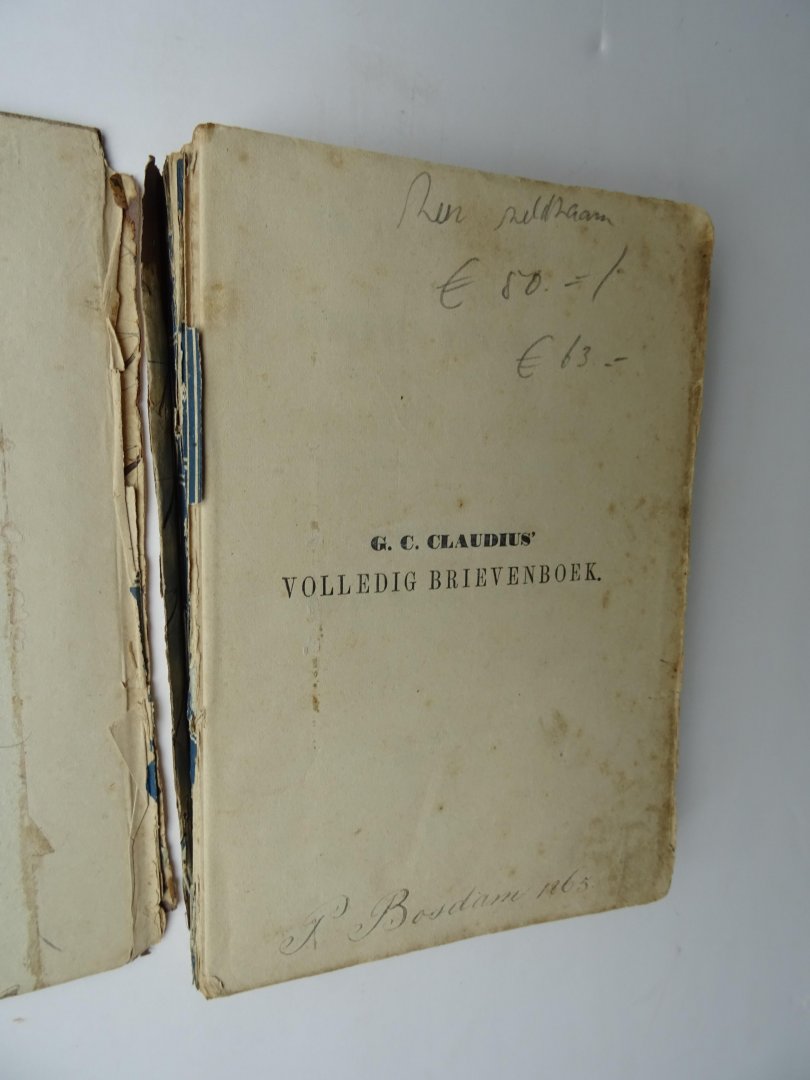 Zeer zeldzaam
€ 80.=/
€ 63.-
G. C. CLAUDIUS'
VOLLEDIG BRIEVENBOEK.
P Bosdam 1865